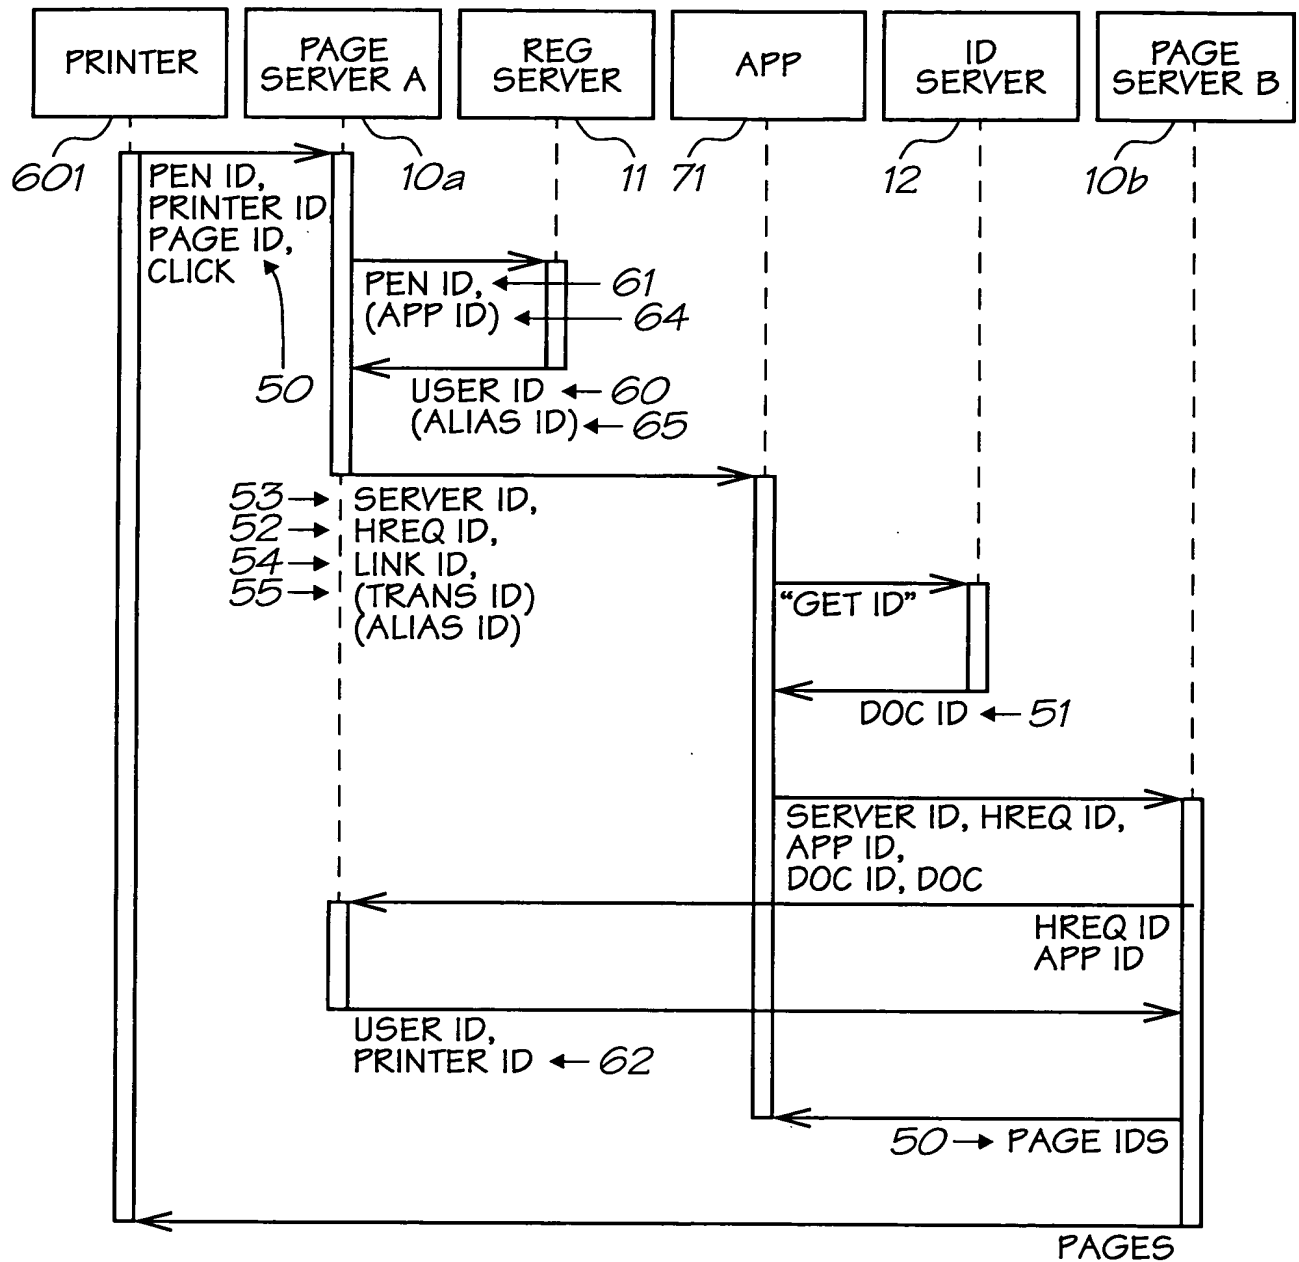 PRINTER
PAGE
SERVER A
REG
SERVER
APP
ID
SERVER
PAGE
SERVER B
601
10a
11
71
12
10b
PEN ID,
PRINTER ID
PAGE ID,
CLICK
50
PEN ID,
61
(APP ID)
64
USER ID
60
(ALIAS ID)
65
53
SERVER ID,
52
HREQ ID,
54
LINK ID,
55
(TRANS ID)
(ALIAS ID)
"GET ID"
DOC ID
51
SERVER ID, HREQ ID,
APP ID,
DOC ID, DOC
HREQ ID
APP ID
USER ID,
PRINTER ID
62
50
PAGE IDS
PAGES